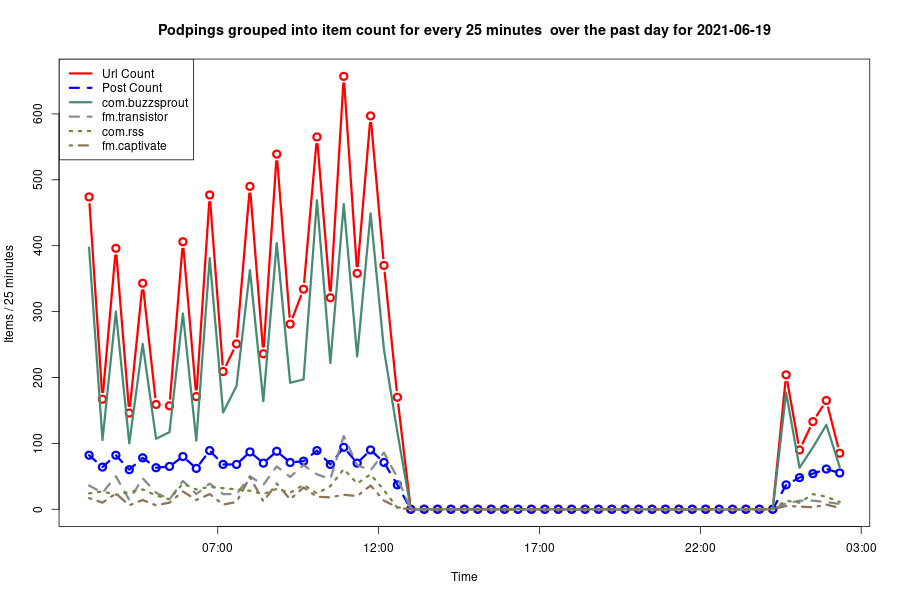 Podpings grouped into item count for every 25 minutes  over the past day for 2021-06-19
Url Count
Post Count
com.buzzsprout
fm.transistor
com.rss
fm.captivate
Items / 25 minutes
600
500
400
300
200
100
0
07:00 12:00 17:00 22:00 03:00
Time